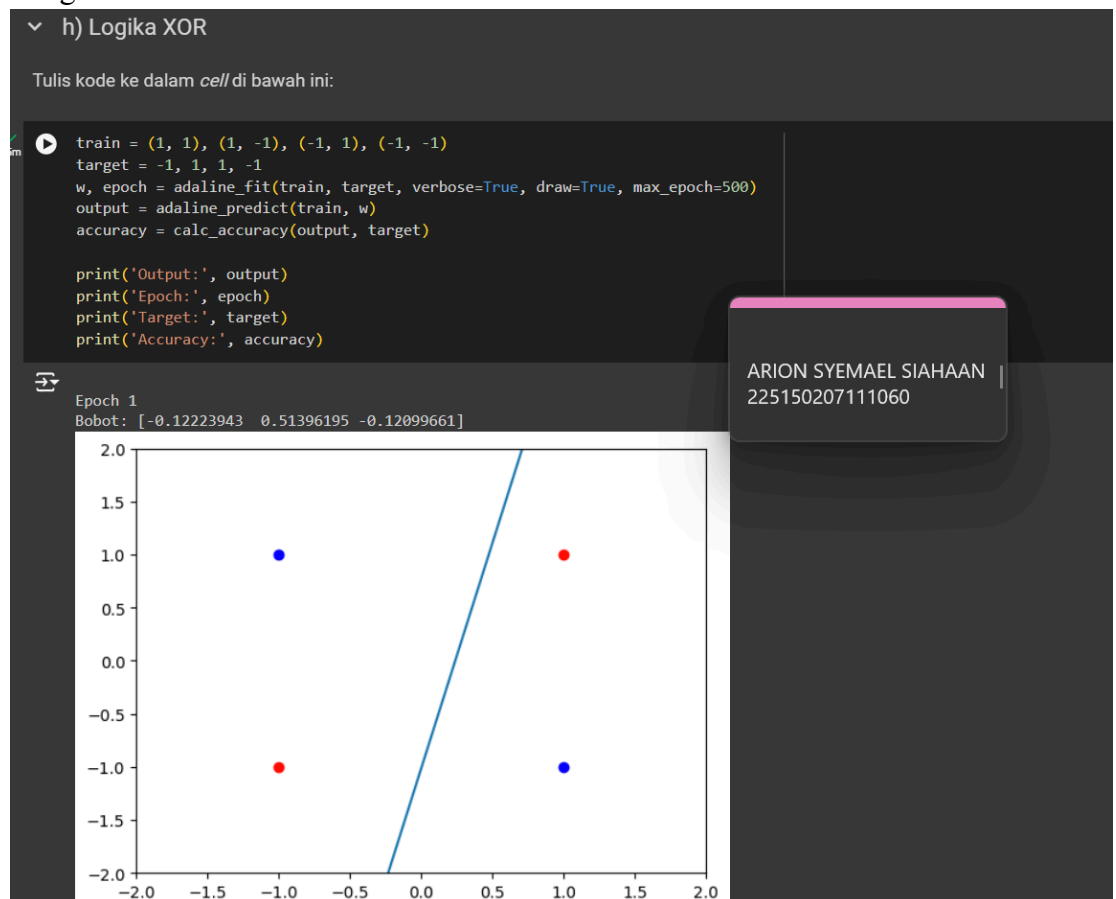 h) Logika XOR
Tulis kode ke dalam cell di bawah ini:
train = (1, 1), (1, -1), (-1, 1), (-1, -1)
target = -1, 1, 1, -1
w, epoch = adaline_fit(train, target, verbose=True, draw=True, max_epoch=500)
output = adaline_predict(train, w)
accuracy = calc_accuracy(output, target)
print('Output:', output)
print('Epoch:', epoch)
print('Target:', target)
print('Accuracy:', accuracy)
ARION SYEMAEL SIAHAAN
225150207111060
Epoch 1
Bobot: [-0.12223943  0.51396195 -0.12099661]
2.0
1.5
1.0
0.5
0.0
−0.5
−1.0
−1.5
−2.0
−2.0 −1.5 −1.0 −0.5 0.0 0.5 1.0 1.5 2.0